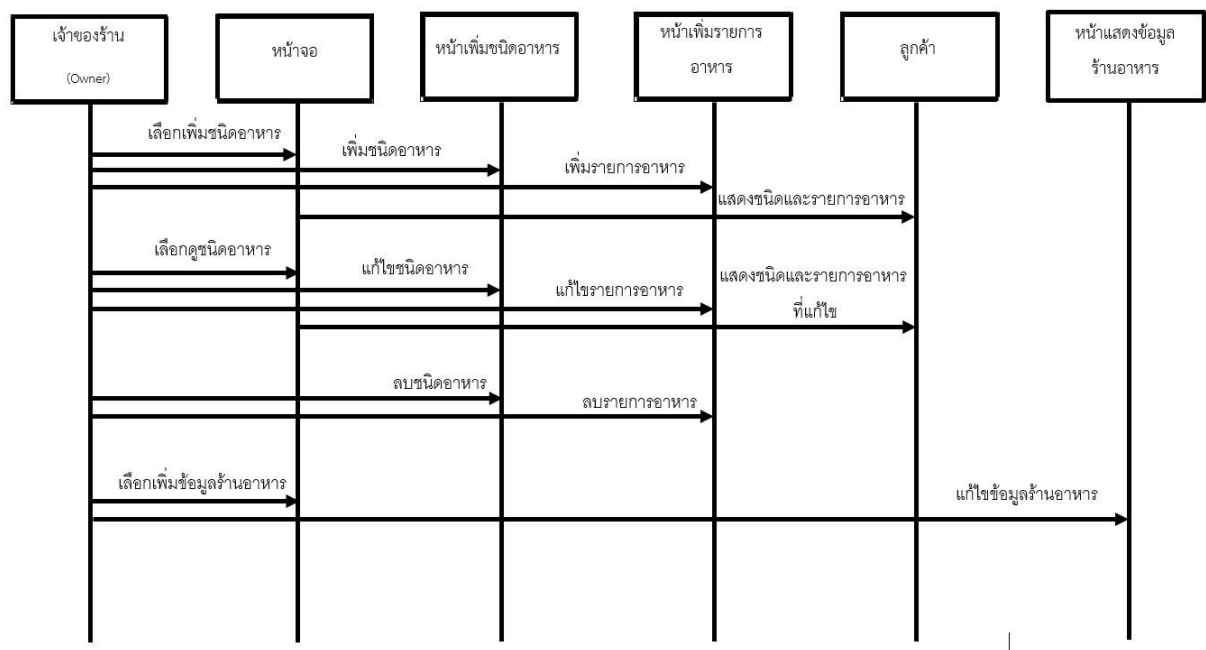 เจ้าของร้าน
(Owner)
หน้าจอ
หน้าเพิ่มชนิดอาหาร
หน้าเพิ่มรายการ
อาหาร
ลูกค้า
หน้าแสดงข้อมูล
ร้านอาหาร
เลือกเพิ่มชนิดอาหาร
เพิ่มชนิดอาหาร
เพิ่มรายการอาหาร
แสดงชนิดและรายการอาหาร
เลือกดูชนิดอาหาร
แก้ไขชนิดอาหาร
แก้ไขรายการอาหาร
แสดงชนิดและรายการอาหาร
ที่แก้ไข
ลบชนิดอาหาร
ลบรายการอาหาร
เลือกเพิ่มข้อมูลร้านอาหาร
แก้ไขข้อมูลร้านอาหาร